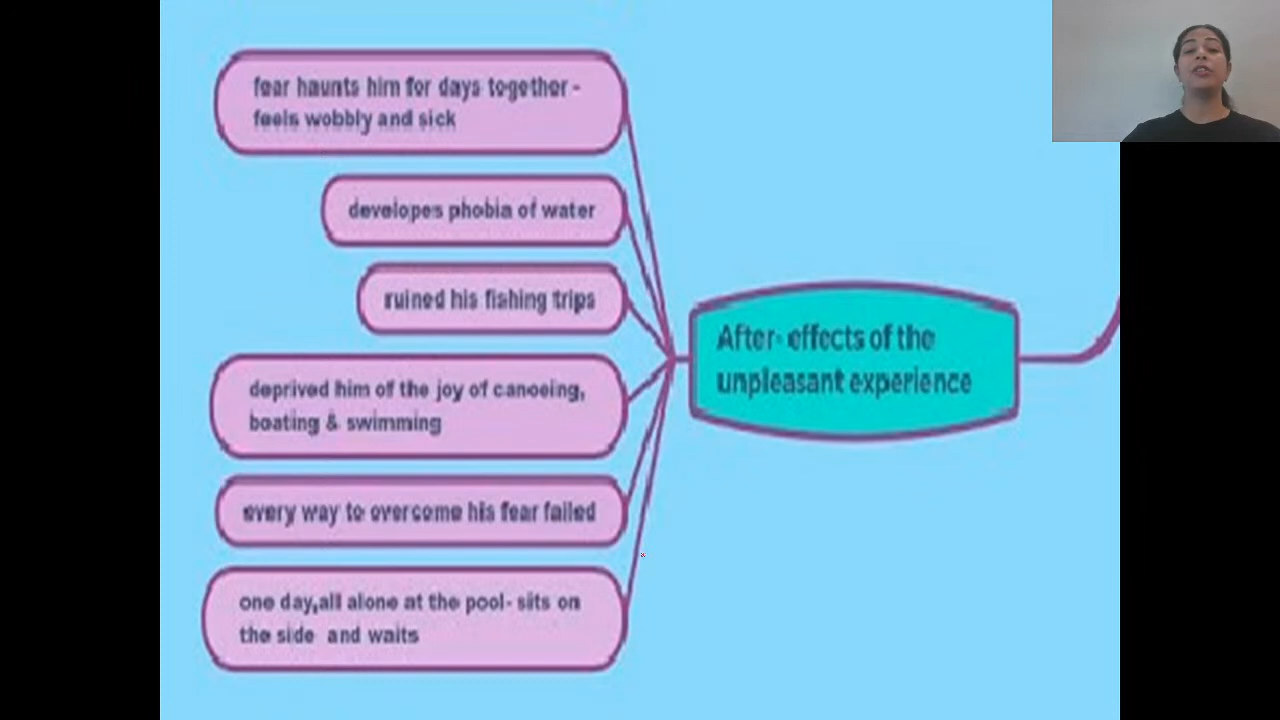 fear haunts him for days together -
feels wobbly and sick
developes phobia of water
ruined his fishing trips
deprived him of the joy of canoeing,
boating & swimming
every way to overcome his fear failed
one day,all alone at the pool- sits on
the side and waits
After- effects of the
unpleasant experience